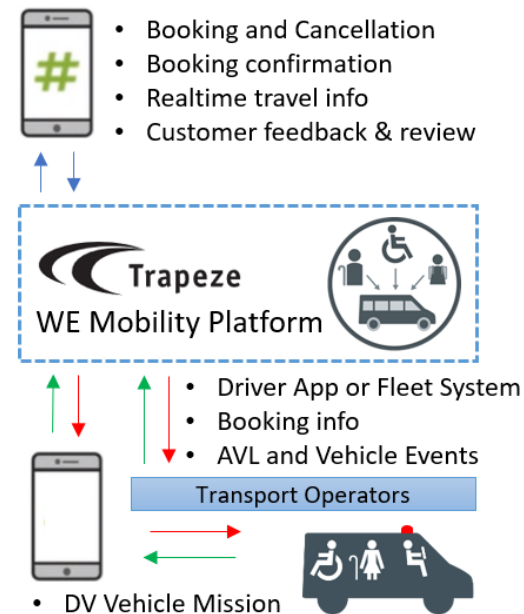 #
• Booking and Cancellation
• Booking confirmation
• Realtime travel info
• Customer feedback & review
Trapeze
WE Mobility Platform
• Driver App or Fleet System
• Booking info
• AVL and Vehicle Events
Transport Operators
• DV Vehicle Mission